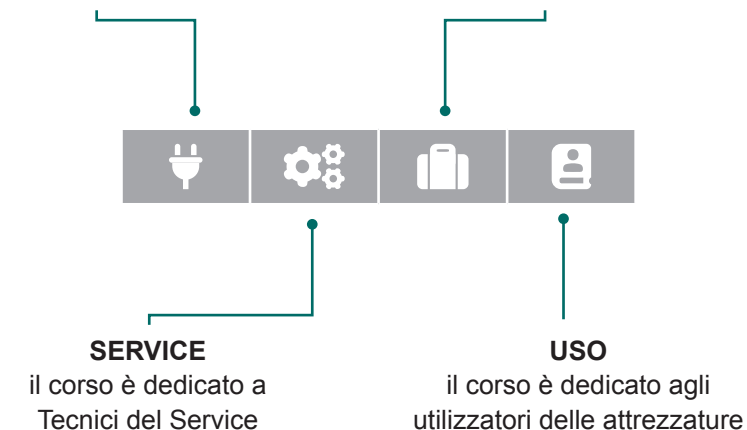 SERVICE
il corso è dedicato a
Tecnici del Service
USO
il corso è dedicato agli
utilizzatori delle attrezzature